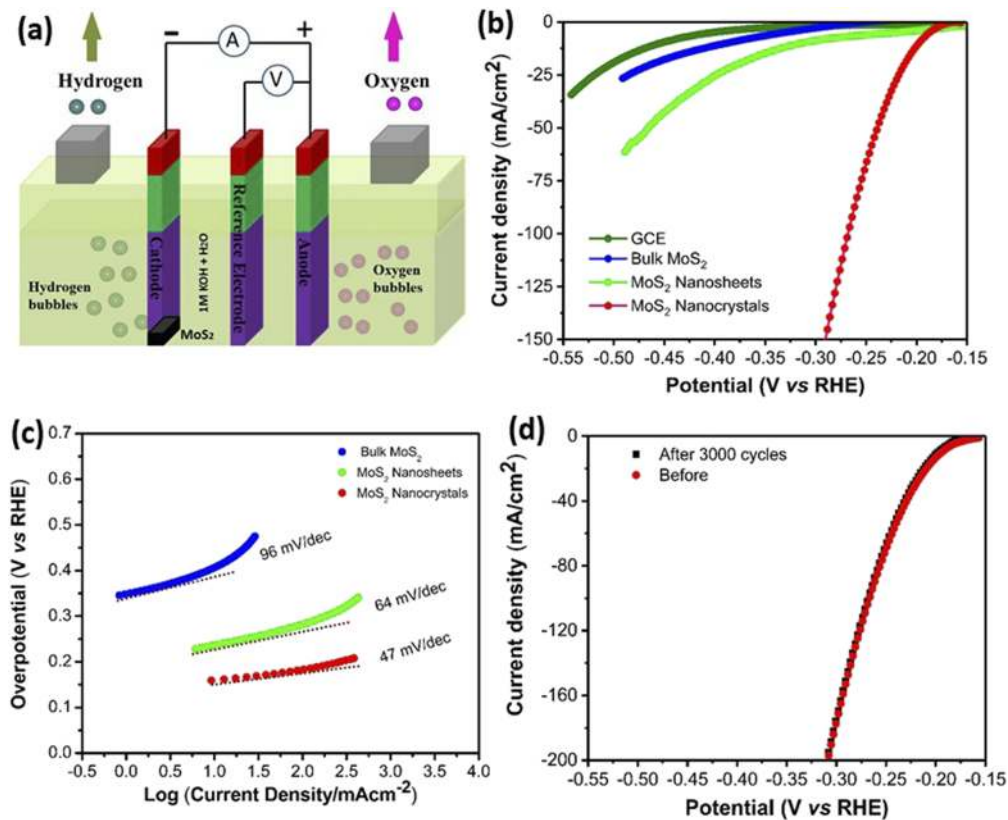 (a)
−
A
+
V
Hydrogen
Oxygen
Cathode
1M KOH + H2O
Reference Electrode
Anode
Hydrogen
bubbles
Oxygen
bubbles
MoS2
(b)
0
-25
-50
-75
-100
-125
-150
Current density (mA/cm²)
GCE
Bulk MoS₂
MoS₂ Nanosheets
MoS₂ Nanocrystals
-0.55 -0.50 -0.45 -0.40 -0.35 -0.30 -0.25 -0.20 -0.15
Potential (V vs RHE)
(c)
0.7
0.6
0.5
0.4
0.3
0.2
0.1
0.0
Overpotential (V vs RHE)
Bulk MoS₂
MoS₂ Nanosheets
MoS₂ Nanocrystals
96 mV/dec
64 mV/dec
47 mV/dec
0.0 0.5 1.0 1.5 2.0 2.5 3.0 3.5 4.0
Log (Current Density/mAcm⁻²)
(d)
0
-40
-80
-120
-160
-200
Current density (mA/cm²)
After 3000 cycles
Before
-0.55 -0.50 -0.45 -0.40 -0.35 -0.30 -0.25 -0.20 -0.15
Potential (V vs RHE)